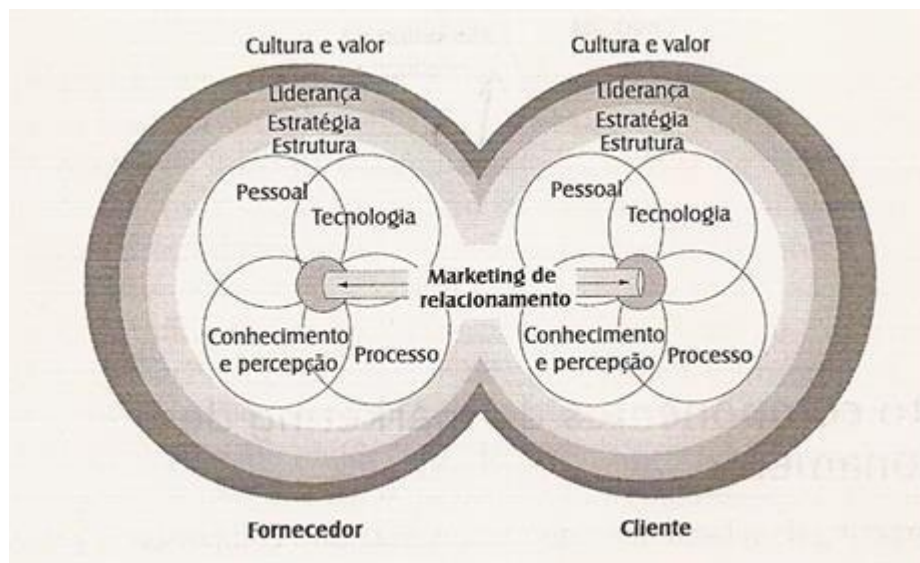 Cultura e valor
Liderança
Estratégia
Estrutura
Pessoal
Tecnologia
Conhecimento
e percepção
Processo
Cultura e valor
Liderança
Estratégia
Estrutura
Pessoal
Tecnologia
Conhecimento
e percepção
Processo
Marketing de
relacionamento
Fornecedor
Cliente